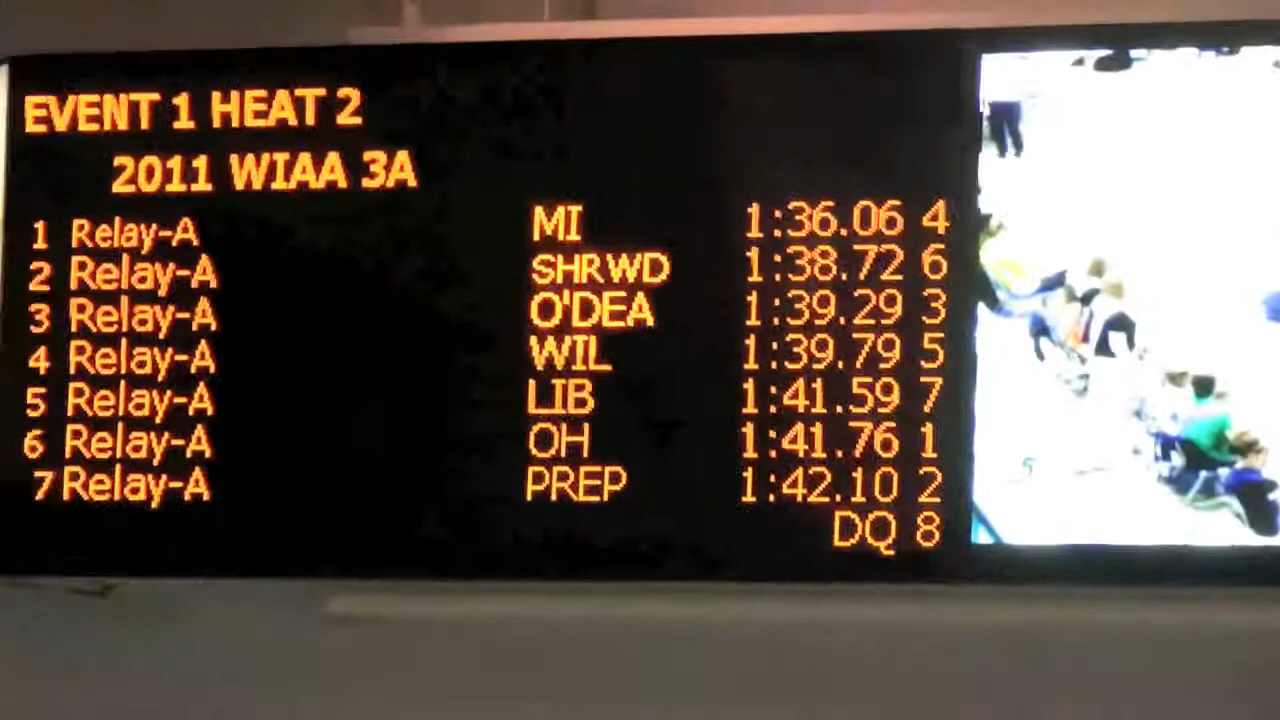 EVENT 1 HEAT 2
2011 WIAA 3A
1 Relay-A MI 1:36.06 4
2 Relay-A SHRWD 1:38.72 6
3 Relay-A O'DEA 1:39.29 3
4 Relay-A WIL 1:39.79 5
5 Relay-A LIB 1:41.59 7
6 Relay-A OH 1:41.76 1
7 Relay-A PREP 1:42.10 2
DQ 8